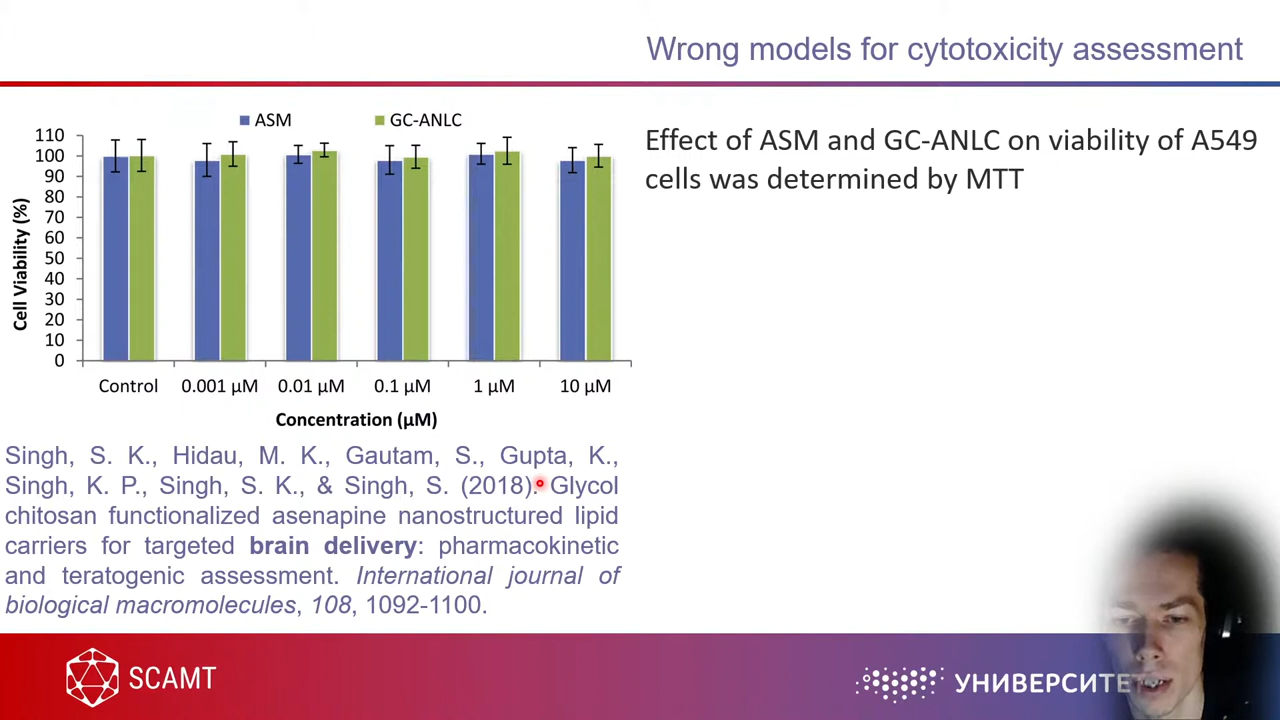 Wrong models for cytotoxicity assessment
ASM
GC-ANLC
110
100
90
80
70
60
50
40
30
20
10
0
Cell Viability (%)
Control
0.001 µM
0.01 µM
0.1 µM
1 µM
10 µM
Concentration (µM)
Effect of ASM and GC-ANLC on viability of A549
cells was determined by MTT
Singh, S. K., Hidau, M. K., Gautam, S., Gupta, K.,
Singh, K. P., Singh, S. K., & Singh, S. (2018). Glycol
chitosan functionalized asenapine nanostructured lipid
carriers for targeted brain delivery: pharmacokinetic
and teratogenic assessment. International journal of
biological macromolecules, 108, 1092-1100.
SCAMT